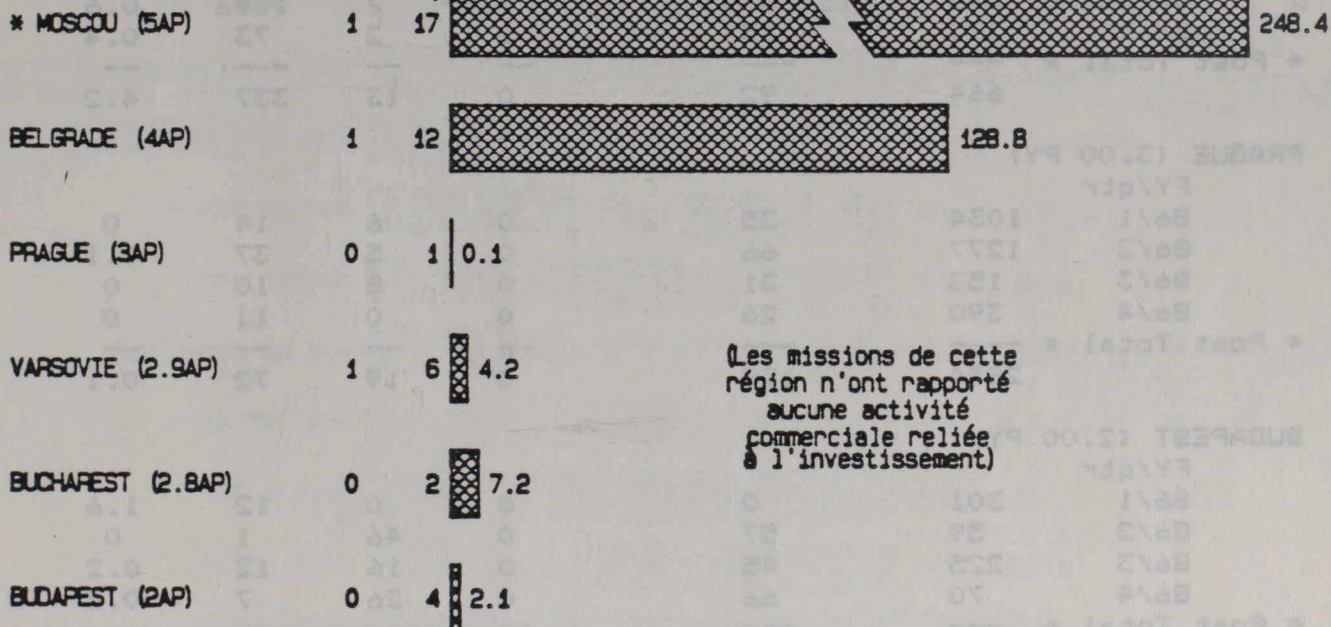 * MOSCOU (5AP) 1 17 248.4
BELGRADE (4AP) 1 12 128.8
PRAGUE (3AP) 0 1 0.1
VARSOVIE (2.9AP) 1 6 4.2
(Les missions de cette
région n'ont rapporté
aucune activité
commerciale reliée
à l'investissement)
BUCHAREST (2.8AP) 0 2 7.2
BUDAPEST (2AP) 0 4 2.1